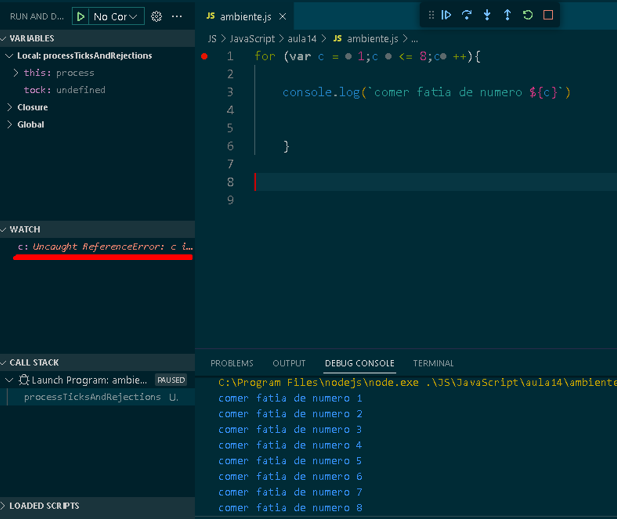 RUN AND D...
No Cor
ambiente.js
JS > JavaScript > aula14 > JS ambiente.js > ...
VARIABLES
Local: processTicksAndRejections
this: process
tock: undefined
Closure
Global
1 for (var c = 1;c <= 8;c ++){
2
3 console.log(`comer fatia de numero ${c}`)
4
5
6 }
7
8
9
WATCH
c: Uncaught ReferenceError: c i...
CALL STACK
Launch Program: ambie... PAUSED
processTicksAndRejections U...
LOADED SCRIPTS
PROBLEMS OUTPUT DEBUG CONSOLE TERMINAL
C:\Program Files\nodejs\node.exe .\JS\JavaScript\aula14\ambiente
comer fatia de numero 1
comer fatia de numero 2
comer fatia de numero 3
comer fatia de numero 4
comer fatia de numero 5
comer fatia de numero 6
comer fatia de numero 7
comer fatia de numero 8